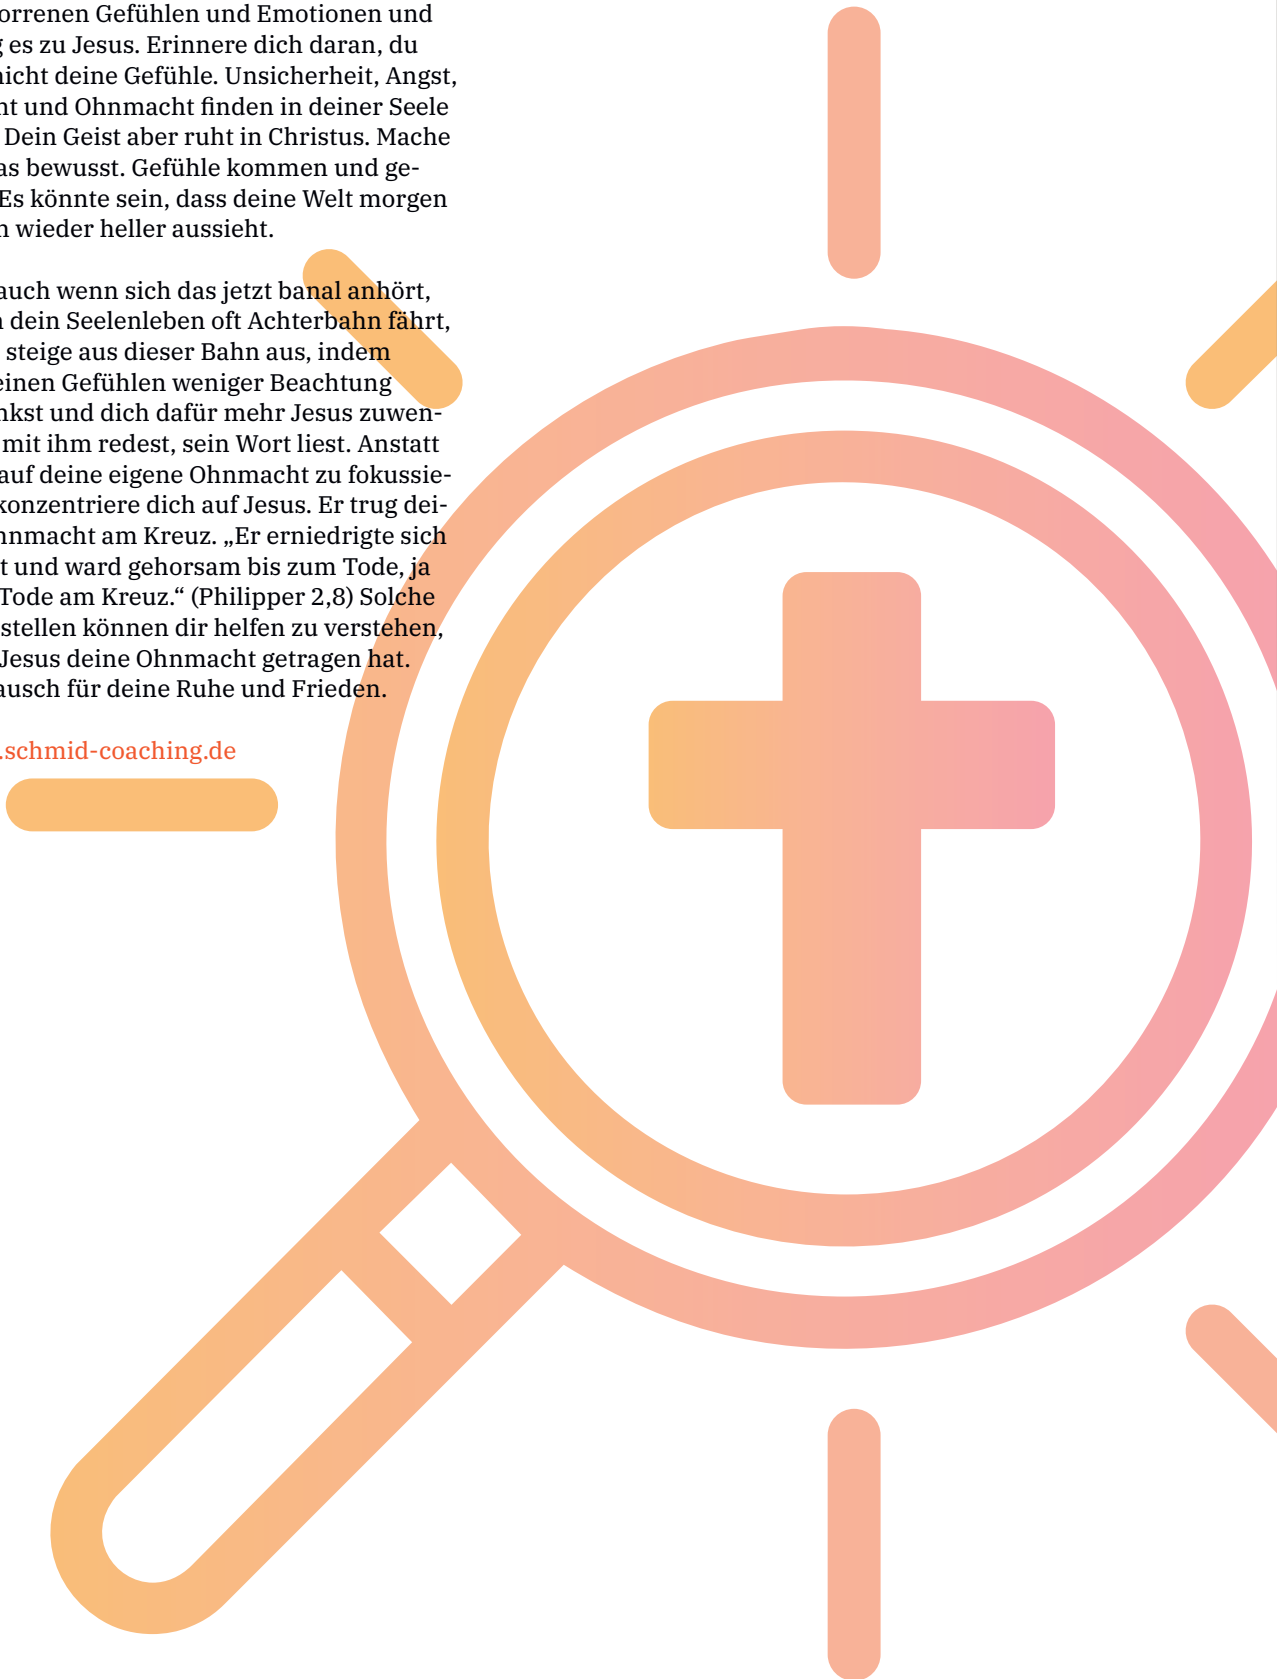 orrenen Gefühlen und Emotionen und
g es zu Jesus. Erinnere dich daran, du
nicht deine Gefühle. Unsicherheit, Angst,
nt und Ohnmacht finden in deiner Seele
Dein Geist aber ruht in Christus. Mache
as bewusst. Gefühle kommen und ge-
Es könnte sein, dass deine Welt morgen
n wieder heller aussieht.
auch wenn sich das jetzt banal anhört,
n dein Seelenleben oft Achterbahn fährt,
steige aus dieser Bahn aus, indem
einen Gefühlen weniger Beachtung
nkst und dich dafür mehr Jesus zuwen-
mit ihm redest, sein Wort liest. Anstatt
auf deine eigene Ohnmacht zu fokussie-
konzentriere dich auf Jesus. Er trug dei-
hnmacht am Kreuz. „Er erniedrigte sich
t und ward gehorsam bis zum Tode, ja
Tode am Kreuz.“ (Philipper 2,8) Solche
stellen können dir helfen zu verstehen,
Jesus deine Ohnmacht getragen hat.
ausch für deine Ruhe und Frieden.
.schmid-coaching.de